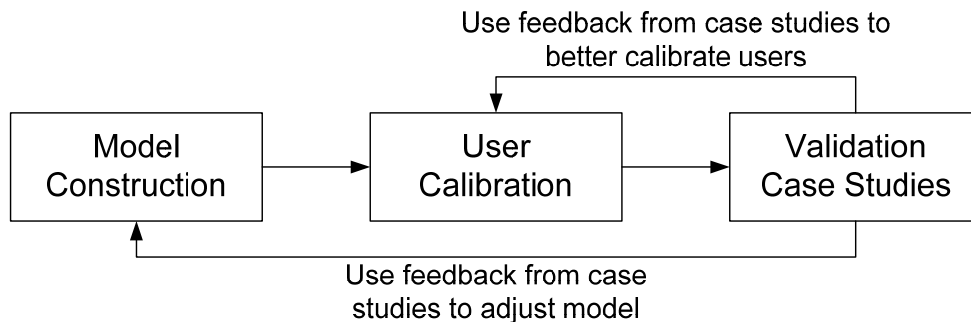 Use feedback from case studies to
better calibrate users
Model
Construction
User
Calibration
Validation
Case Studies
Use feedback from case
studies to adjust model